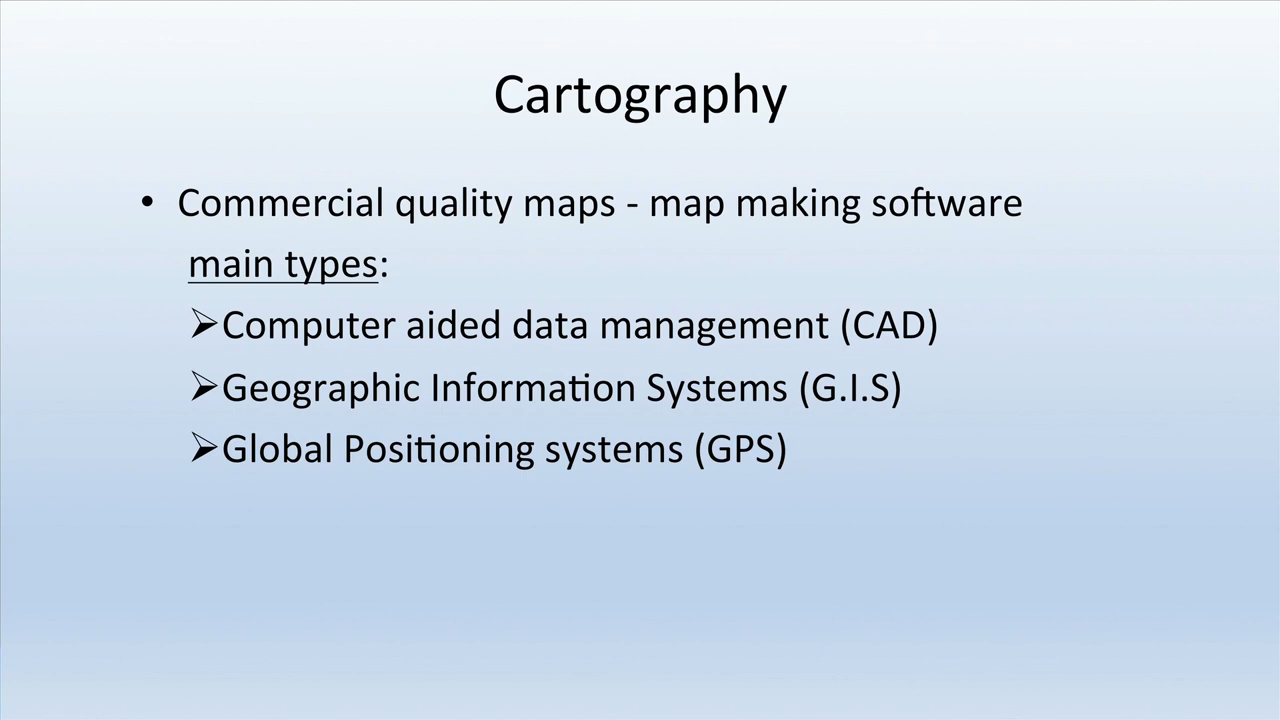 Cartography
• Commercial quality maps - map making software
main types:
➢Computer aided data management (CAD)
➢Geographic Information Systems (G.I.S)
➢Global Positioning systems (GPS)